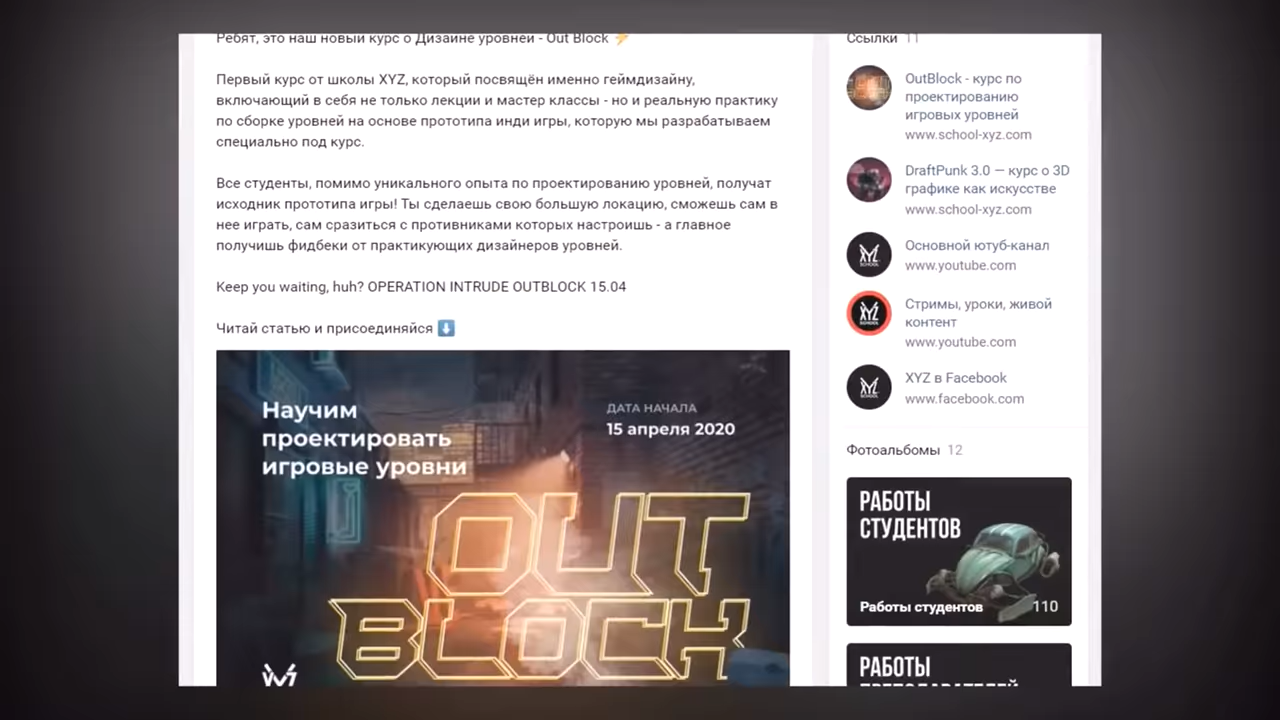 Ребят, это наш новый курс о Дизайне уровней - Out Block ⚡
Первый курс от школы XYZ, который посвящён именно геймдизайну,
включающий в себя не только лекции и мастер классы - но и реальную практику
по сборке уровней на основе прототипа инди игры, которую мы разрабатываем
специально под курс.
Все студенты, помимо уникального опыта по проектированию уровней, получат
исходник прототипа игры! Ты сделаешь свою большую локацию, сможешь сам в
нее играть, сам сразиться с противниками которых настроишь - а главное
получишь фидбеки от практикующих дизайнеров уровней.
Keep you waiting, huh? OPERATION INTRUDE OUTBLOCK 15.04
Читай статью и присоединяйся ⬇️
Научим
проектировать
игровые уровни
ДАТА НАЧАЛА
15 апреля 2020
OUT
BLOCK
Ссылки 11
OutBlock - курс по
проектированию
игровых уровней
www.school-xyz.com
DraftPunk 3.0 — курс о 3D
графике как искусстве
www.school-xyz.com
XYZ
SCHOOL
Основной ютуб-канал
www.youtube.com
XYZ
SCHOOL
Стримы, уроки, живой
контент
www.youtube.com
XYZ
SCHOOL
XYZ в Facebook
www.facebook.com
Фотоальбомы 12
РАБОТЫ
СТУДЕНТОВ
Работы студентов 110
РАБОТЫ
ПРЕПОДАВАТЕЛЕЙ